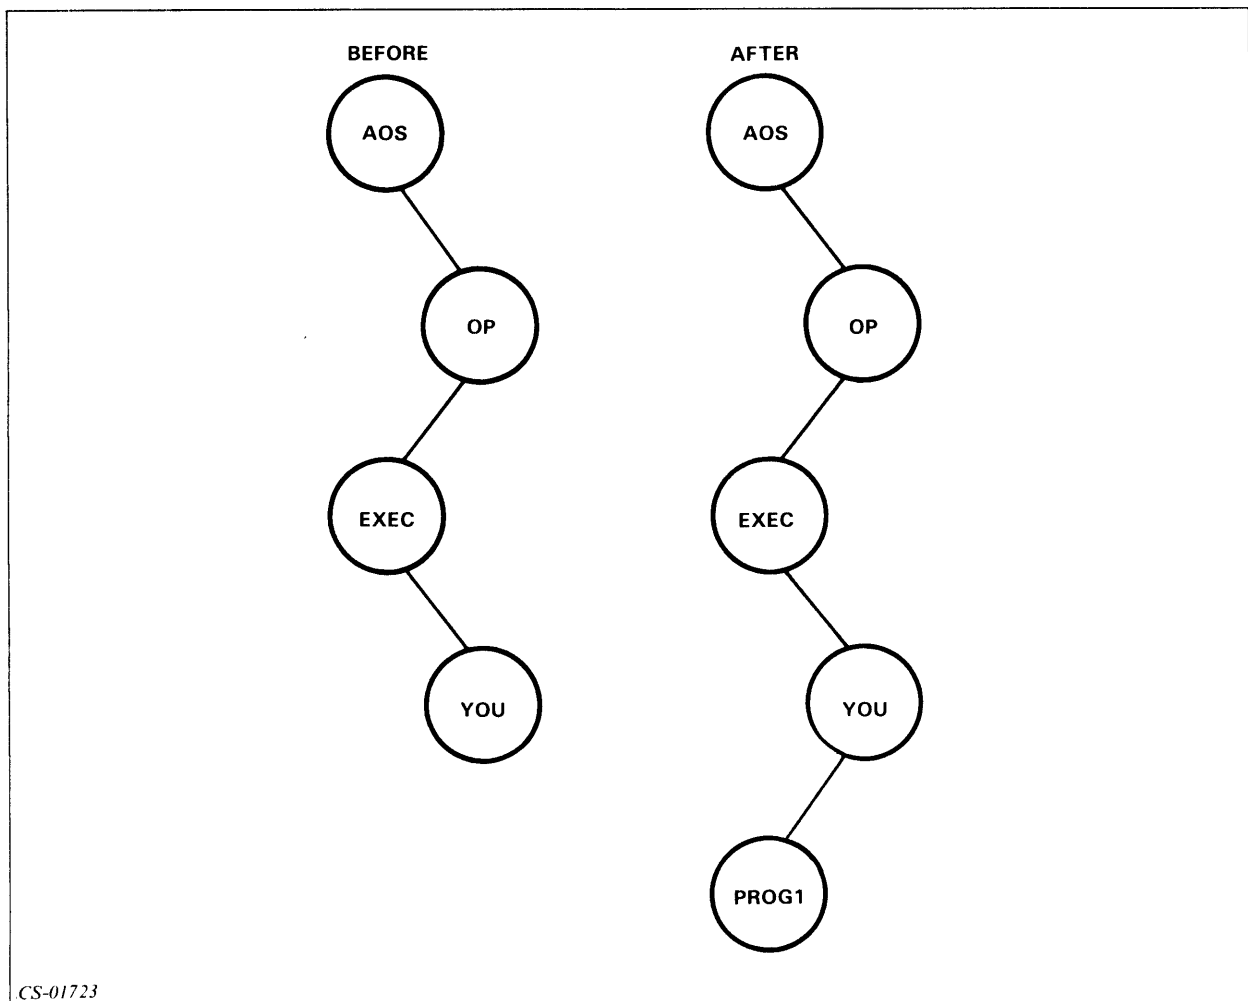 BEFORE
AOS
OP
EXEC
YOU
AFTER
AOS
OP
EXEC
YOU
PROG1
CS-01723